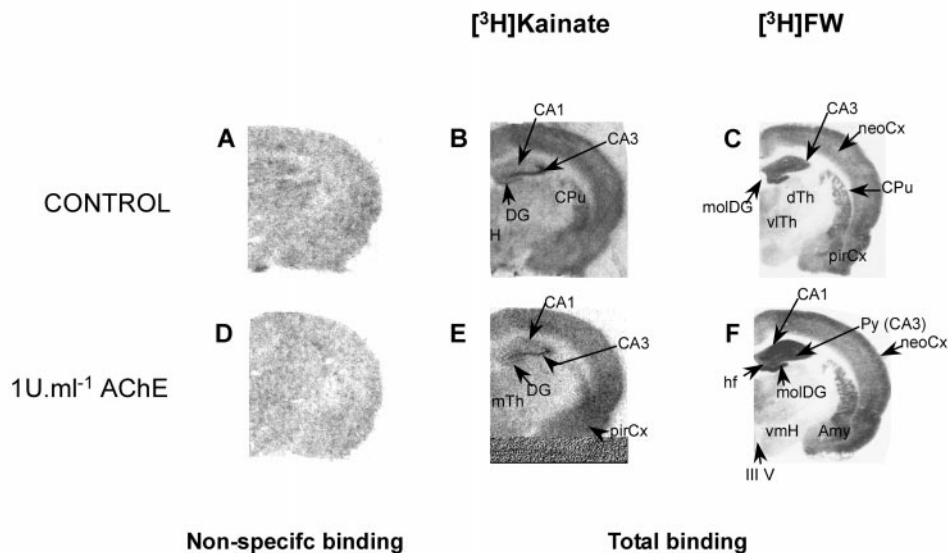 [³H]Kainate [³H]FW
CA1 CA3
A B CA3 C neoCx
CONTROL CPu CPu
DG molDG dTh
H vlTh
pirCx
CA1 CA1
D E F Py (CA3)
CA3 neoCx
1U.ml⁻¹ AChE DG hf molDG
mTh
pirCx vmH Amy
III V
Non-specifc binding Total binding